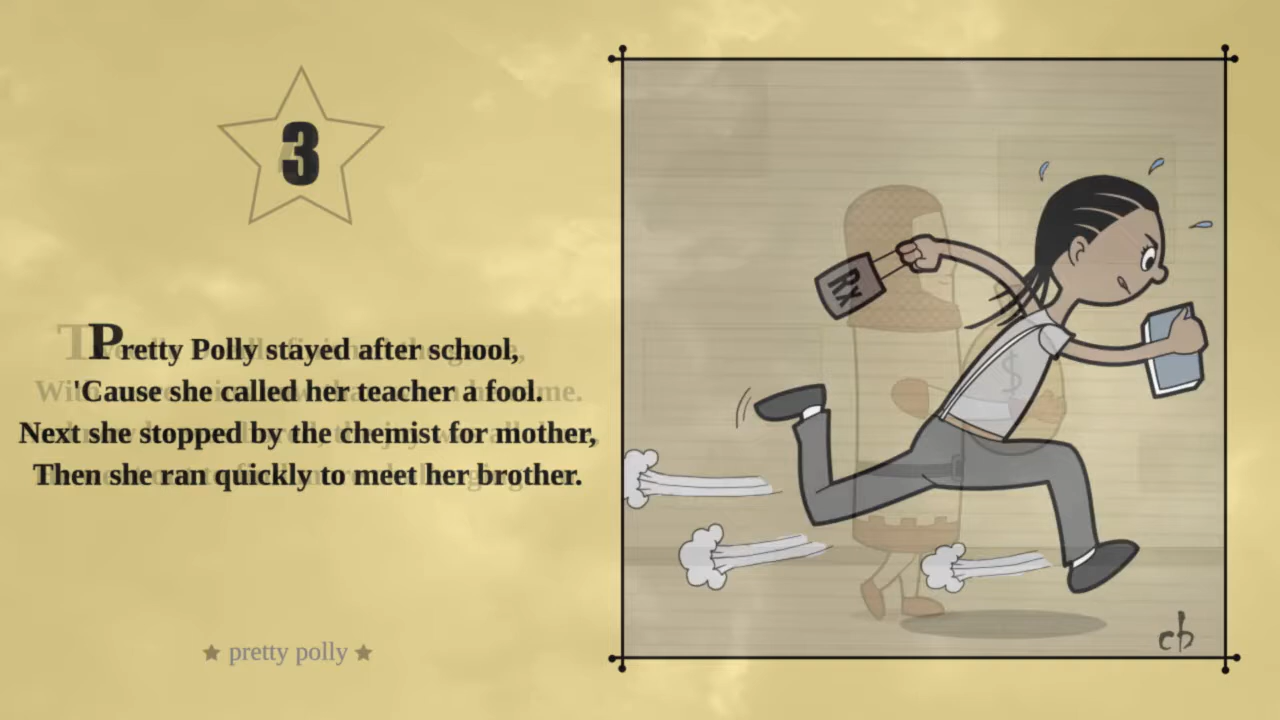 3
Pretty Polly stayed after school,
'Cause she called her teacher a fool.
Next she stopped by the chemist for mother,
Then she ran quickly to meet her brother.
★ pretty polly ★
Rx
$
cb